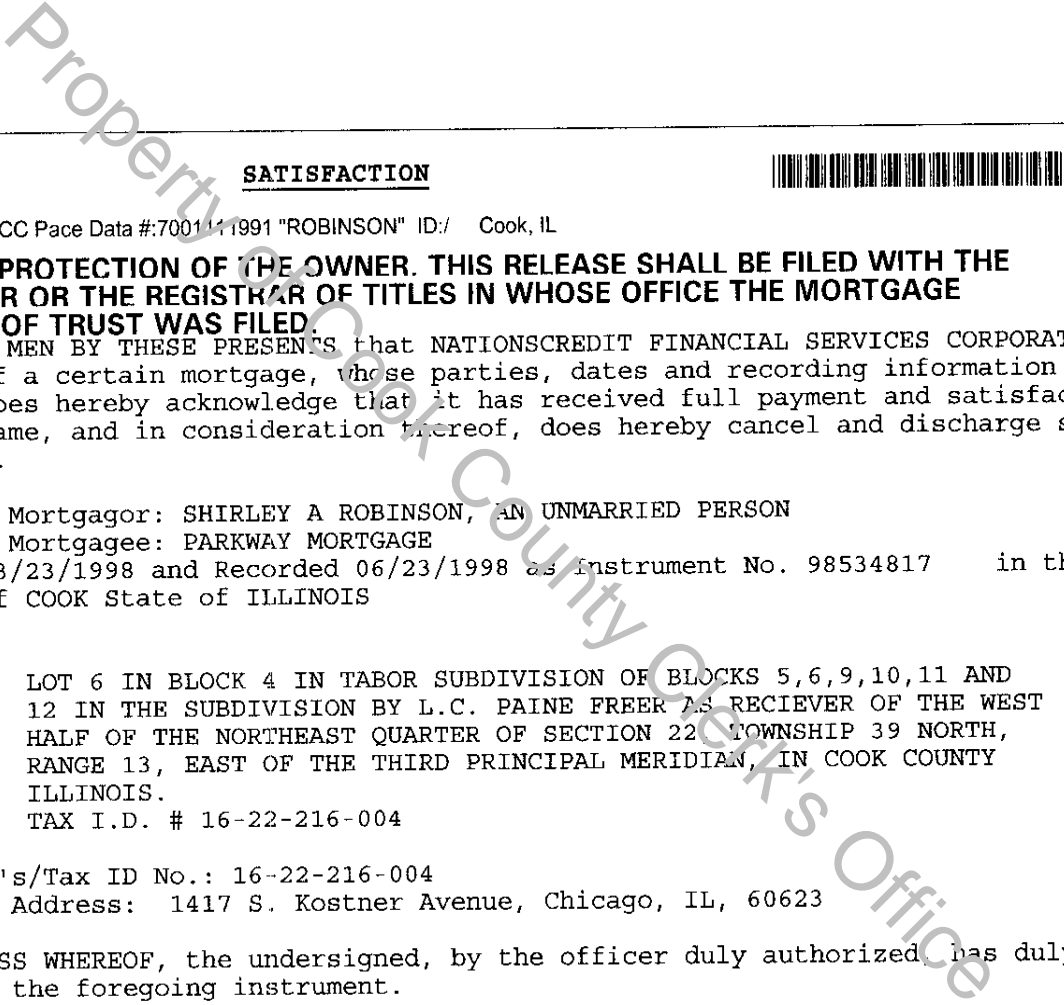 SATISFACTION
CC Pace Data #:7001111991 "ROBINSON" ID:/ Cook, IL
PROTECTION OF THE OWNER. THIS RELEASE SHALL BE FILED WITH THE
R OR THE REGISTRAR OF TITLES IN WHOSE OFFICE THE MORTGAGE
OF TRUST WAS FILED.
MEN BY THESE PRESENTS that NATIONSCREDIT FINANCIAL SERVICES CORPORAT
f a certain mortgage, whose parties, dates and recording information
oes hereby acknowledge that it has received full payment and satisfac
ame, and in consideration thereof, does hereby cancel and discharge s
.
Mortgagor: SHIRLEY A ROBINSON, AN UNMARRIED PERSON
Mortgagee: PARKWAY MORTGAGE
3/23/1998 and Recorded 06/23/1998 as Instrument No. 98534817 in th
f COOK State of ILLINOIS
LOT 6 IN BLOCK 4 IN TABOR SUBDIVISION OF BLOCKS 5,6,9,10,11 AND
12 IN THE SUBDIVISION BY L.C. PAINE FREER AS RECIEVER OF THE WEST
HALF OF THE NORTHEAST QUARTER OF SECTION 22, TOWNSHIP 39 NORTH,
RANGE 13, EAST OF THE THIRD PRINCIPAL MERIDIAN, IN COOK COUNTY
ILLINOIS.
TAX I.D. # 16-22-216-004
's/Tax ID No.: 16-22-216-004
Address: 1417 S. Kostner Avenue, Chicago, IL, 60623
SS WHEREOF, the undersigned, by the officer duly authorized, has duly
the foregoing instrument.
Property of Cook County Clerk's Office